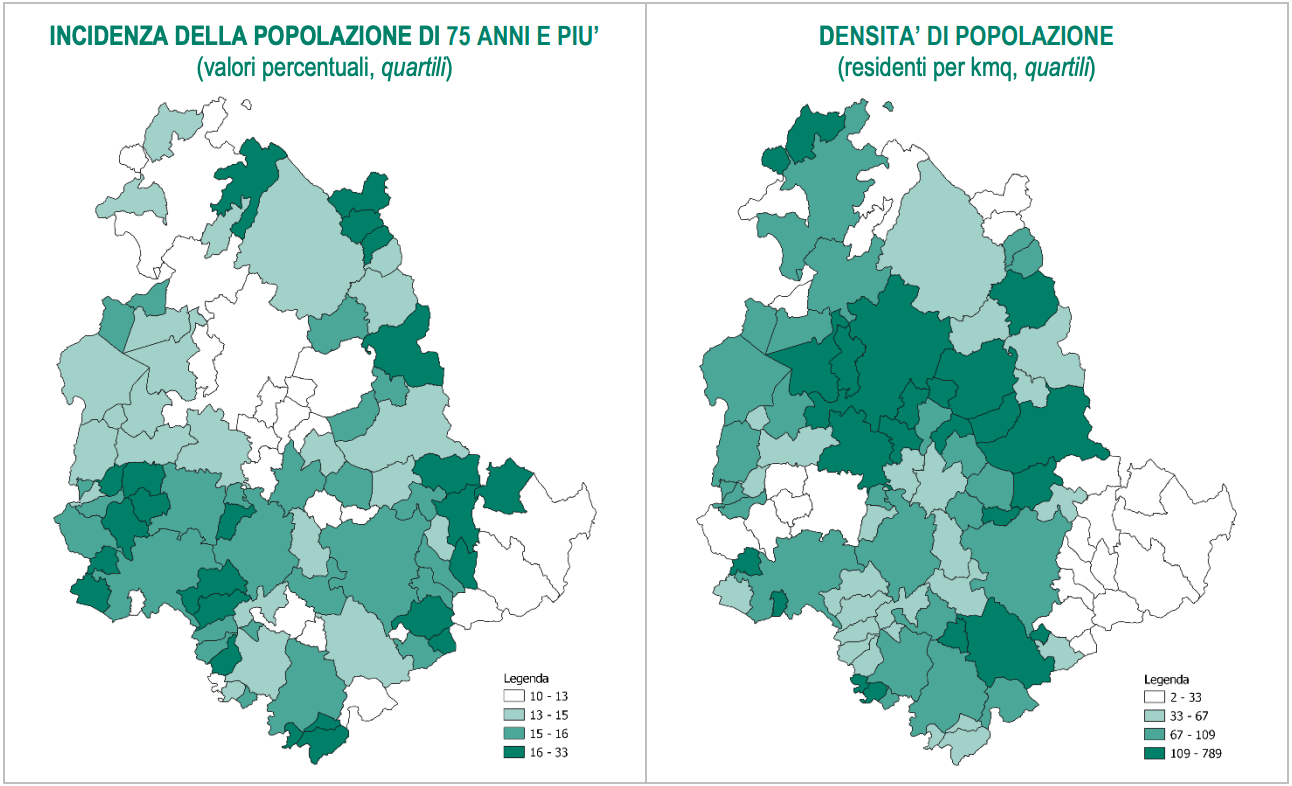 INCIDENZA DELLA POPOLAZIONE DI 75 ANNI E PIU’
(valori percentuali, quartili)
Legenda
10 - 13
13 - 15
15 - 16
16 - 33
DENSITA’ DI POPOLAZIONE
(residenti per kmq, quartili)
Legenda
2 - 33
33 - 67
67 - 109
109 - 789